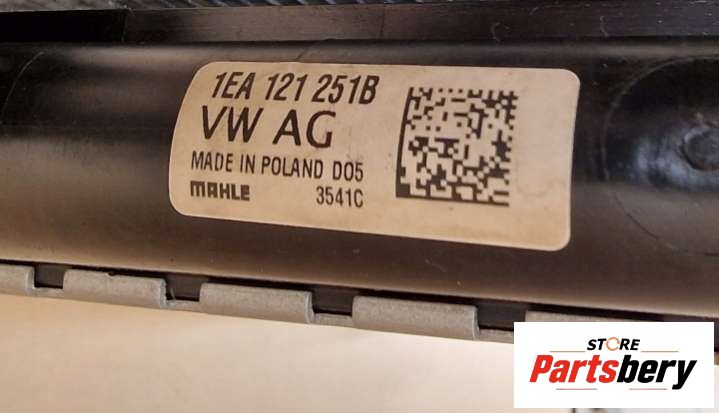 1EA 121 251B
VW AG
MADE IN POLAND D05
MAHLE 3541C
STORE
Partsbery